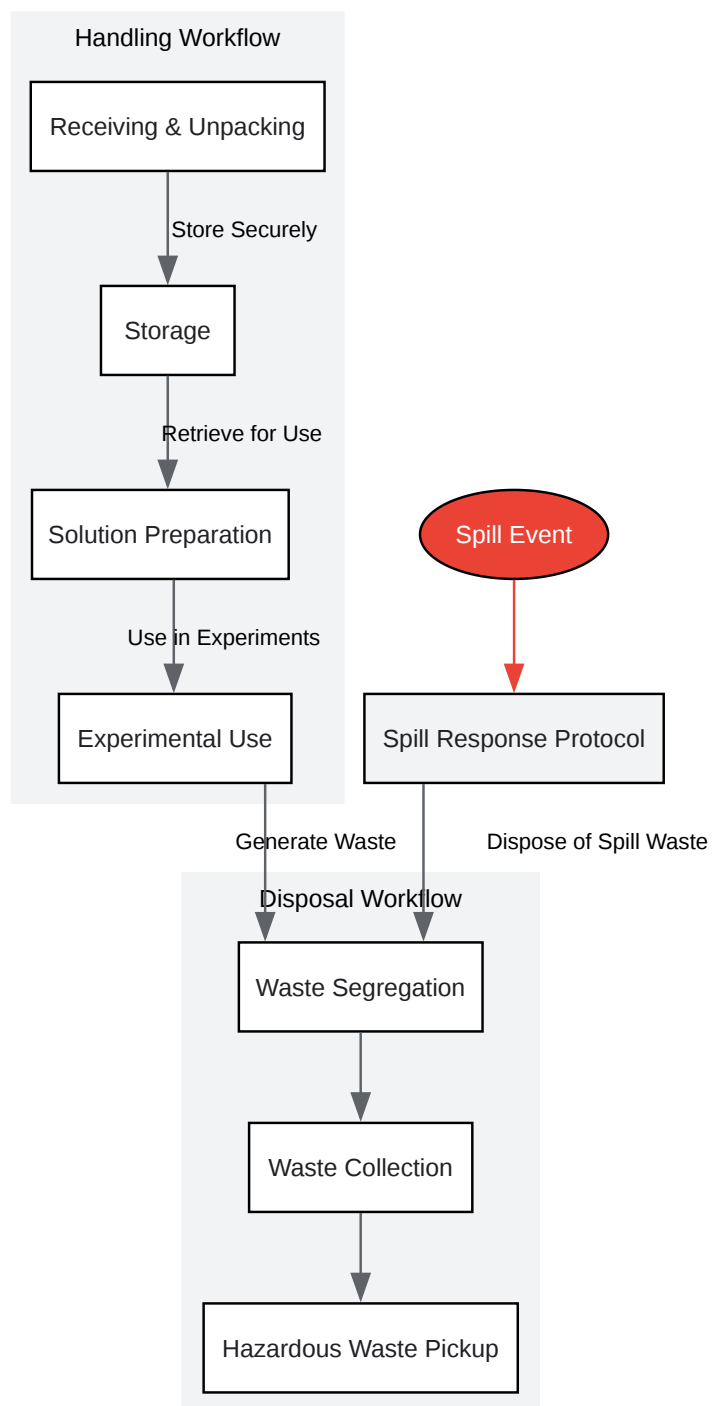 Handling Workflow
Receiving & Unpacking
Store Securely
Storage
Retrieve for Use
Solution Preparation
Spill Event
Use in Experiments
Experimental Use
Spill Response Protocol
Generate Waste
Dispose of Spill Waste
Disposal Workflow
Waste Segregation
Waste Collection
Hazardous Waste Pickup